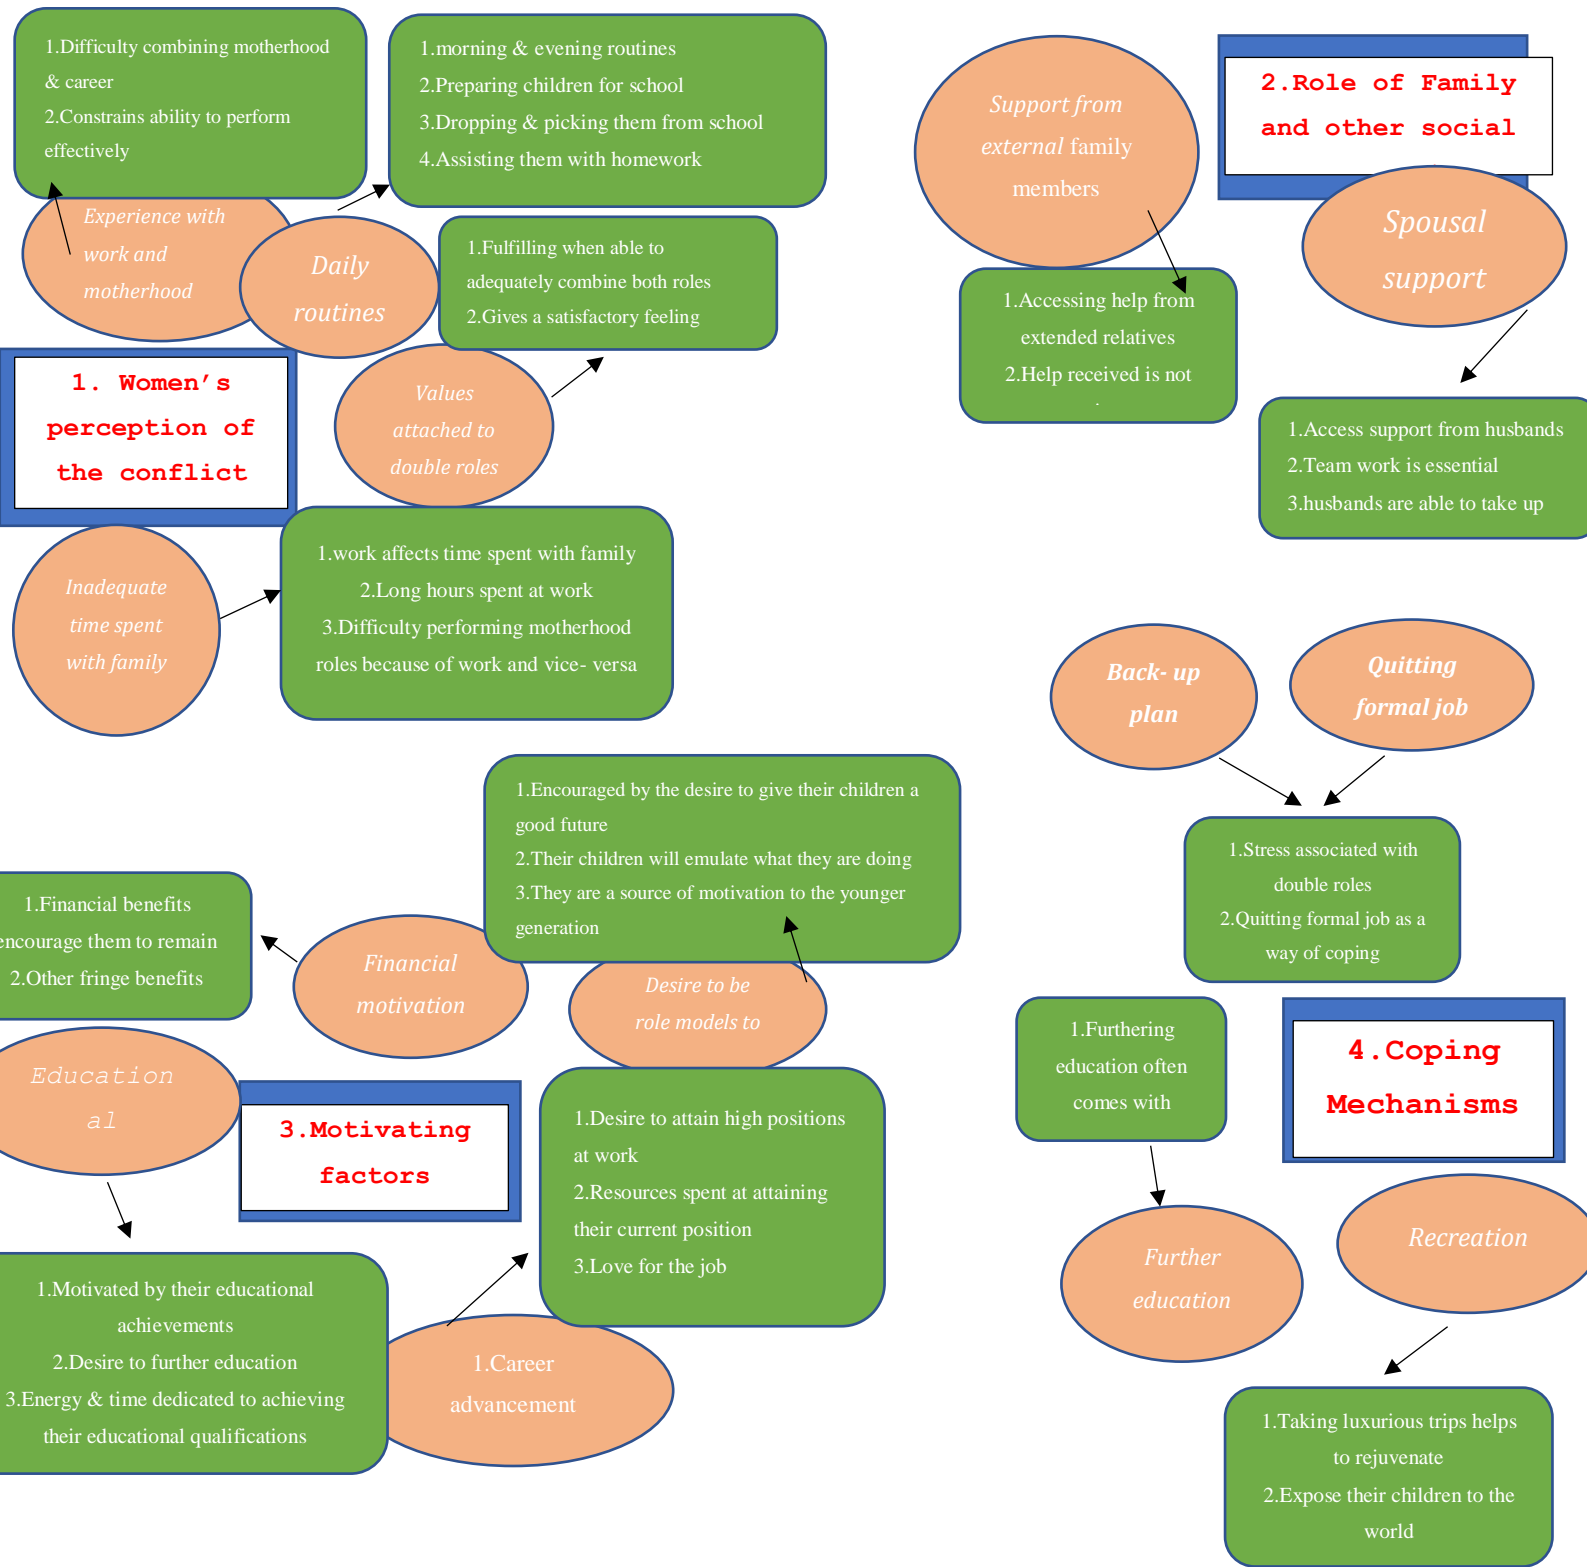 1.Difficulty combining motherhood
& career
2.Constrains ability to perform
effectively
1.morning & evening routines
2.Preparing children for school
3.Dropping & picking them from school
4.Assisting them with homework
Experience with
work and
motherhood
Daily
routines
1.Fulfilling when able to
adequately combine both roles
2.Gives a satisfactory feeling
1. Women’s
perception of
the conflict
Values
attached to
double roles
Inadequate
time spent
with family
1.work affects time spent with family
2.Long hours spent at work
3.Difficulty performing motherhood
roles because of work and vice- versa
Support from
external family
members
2.Role of Family
and other social
Spousal
support
1.Accessing help from
extended relatives
2.Help received is not
1.Access support from husbands
2.Team work is essential
3.husbands are able to take up
1.Encouraged by the desire to give their children a
good future
2.Their children will emulate what they are doing
3.They are a source of motivation to the younger
generation
1.Financial benefits
encourage them to remain
2.Other fringe benefits
Financial
motivation
Desire to be
role models to
Education
al
3.Motivating
factors
1.Desire to attain high positions
at work
2.Resources spent at attaining
their current position
3.Love for the job
1.Motivated by their educational
achievements
2.Desire to further education
3.Energy & time dedicated to achieving
their educational qualifications
1.Career
advancement
Back- up
plan
Quitting
formal job
1.Stress associated with
double roles
2.Quitting formal job as a
way of coping
1.Furthering
education often
comes with
4.Coping
Mechanisms
Further
education
Recreation
1.Taking luxurious trips helps
to rejuvenate
2.Expose their children to the
world